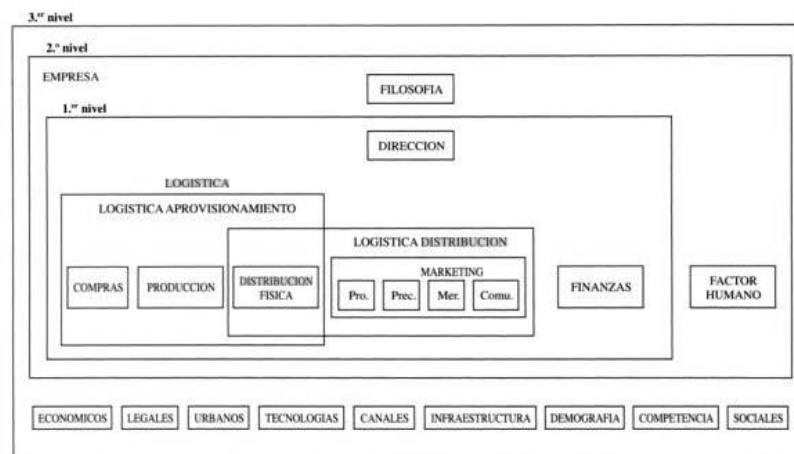 3.er nivel
2.º nivel
EMPRESA
FILOSOFIA
1.er nivel
DIRECCION
LOGISTICA
LOGISTICA APROVISIONAMIENTO
LOGISTICA DISTRIBUCION
MARKETING
COMPRAS
PRODUCCION
DISTRIBUCION
FISICA
Pro.
Prec.
Mer.
Comu.
FINANZAS
FACTOR
HUMANO
ECONOMICOS
LEGALES
URBANOS
TECNOLOGIAS
CANALES
INFRAESTRUCTURA
DEMOGRAFIA
COMPETENCIA
SOCIALES